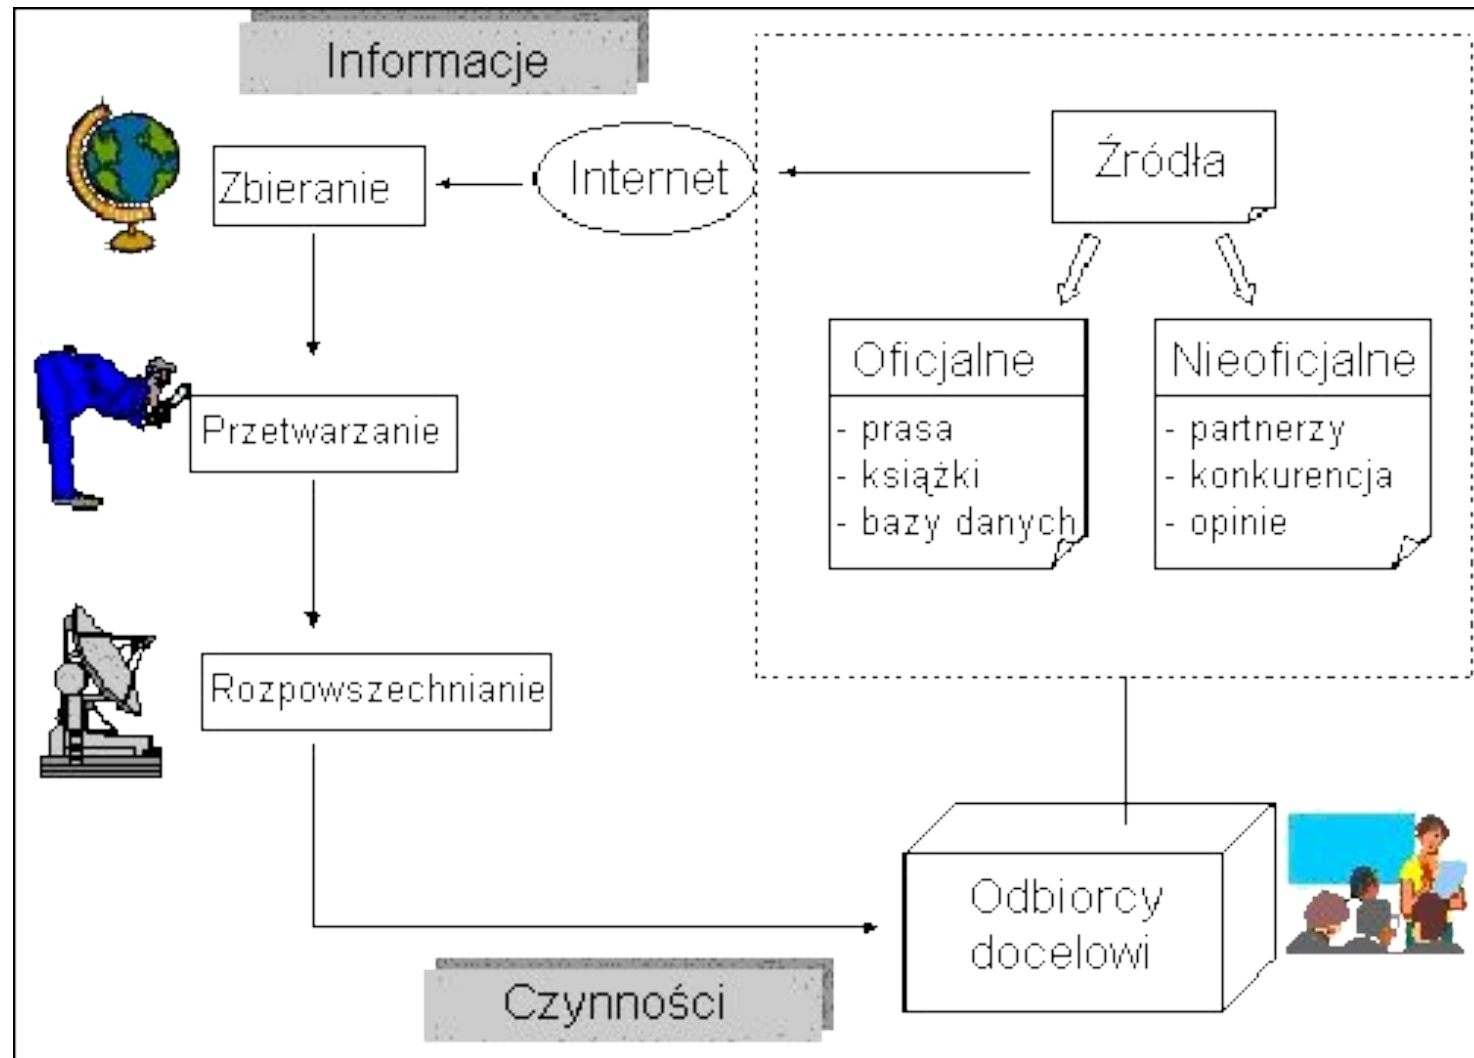 Informacje
Zbieranie
Internet
Źródła
Oficjalne
- prasa
- książki
- bazy danych
Nieoficjalne
- partnerzy
- konkurencja
- opinie
Przetwarzanie
Rozpowszechnianie
Odbiorcy
docelowi
Czynności